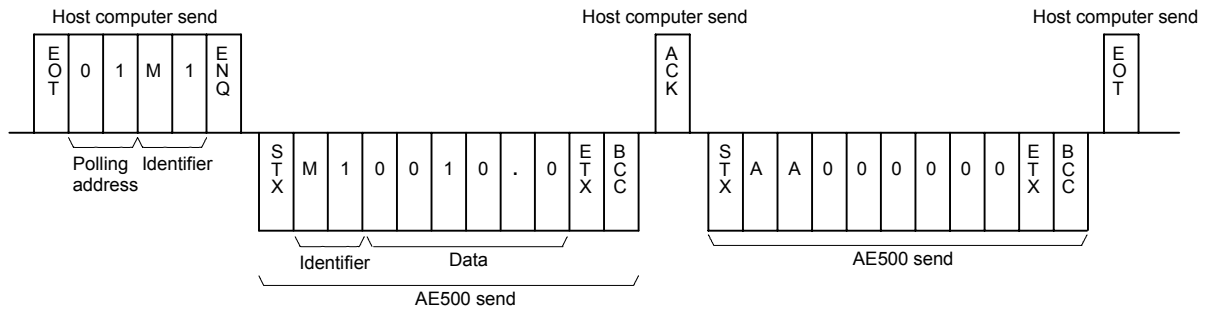 Host computer send
Host computer send
Host computer send
EOT 0 1 M 1 ENQ
ACK
EOT
Polling address
Identifier
STX M 1 0 0 1 0 . 0 ETX BCC
STX A A 0 0 0 0 0 0 ETX BCC
Identifier
Data
AE500 send
AE500 send